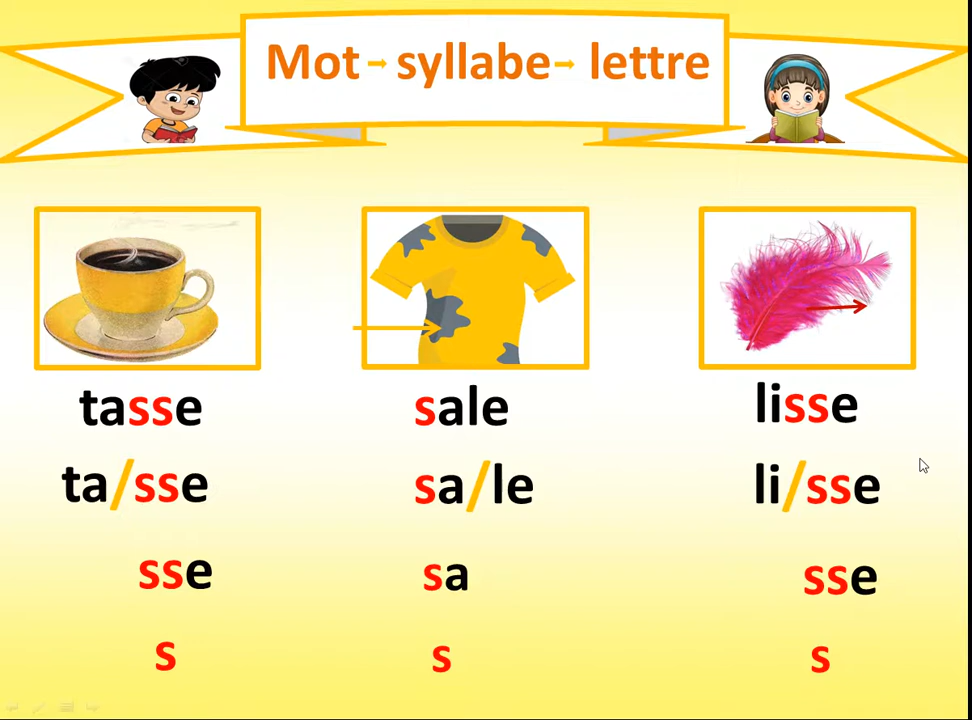 Mot → syllabe → lettre
tasse
sale
lisse
ta/sse
sa/le
li/sse
sse
sa
sse
s
s
s